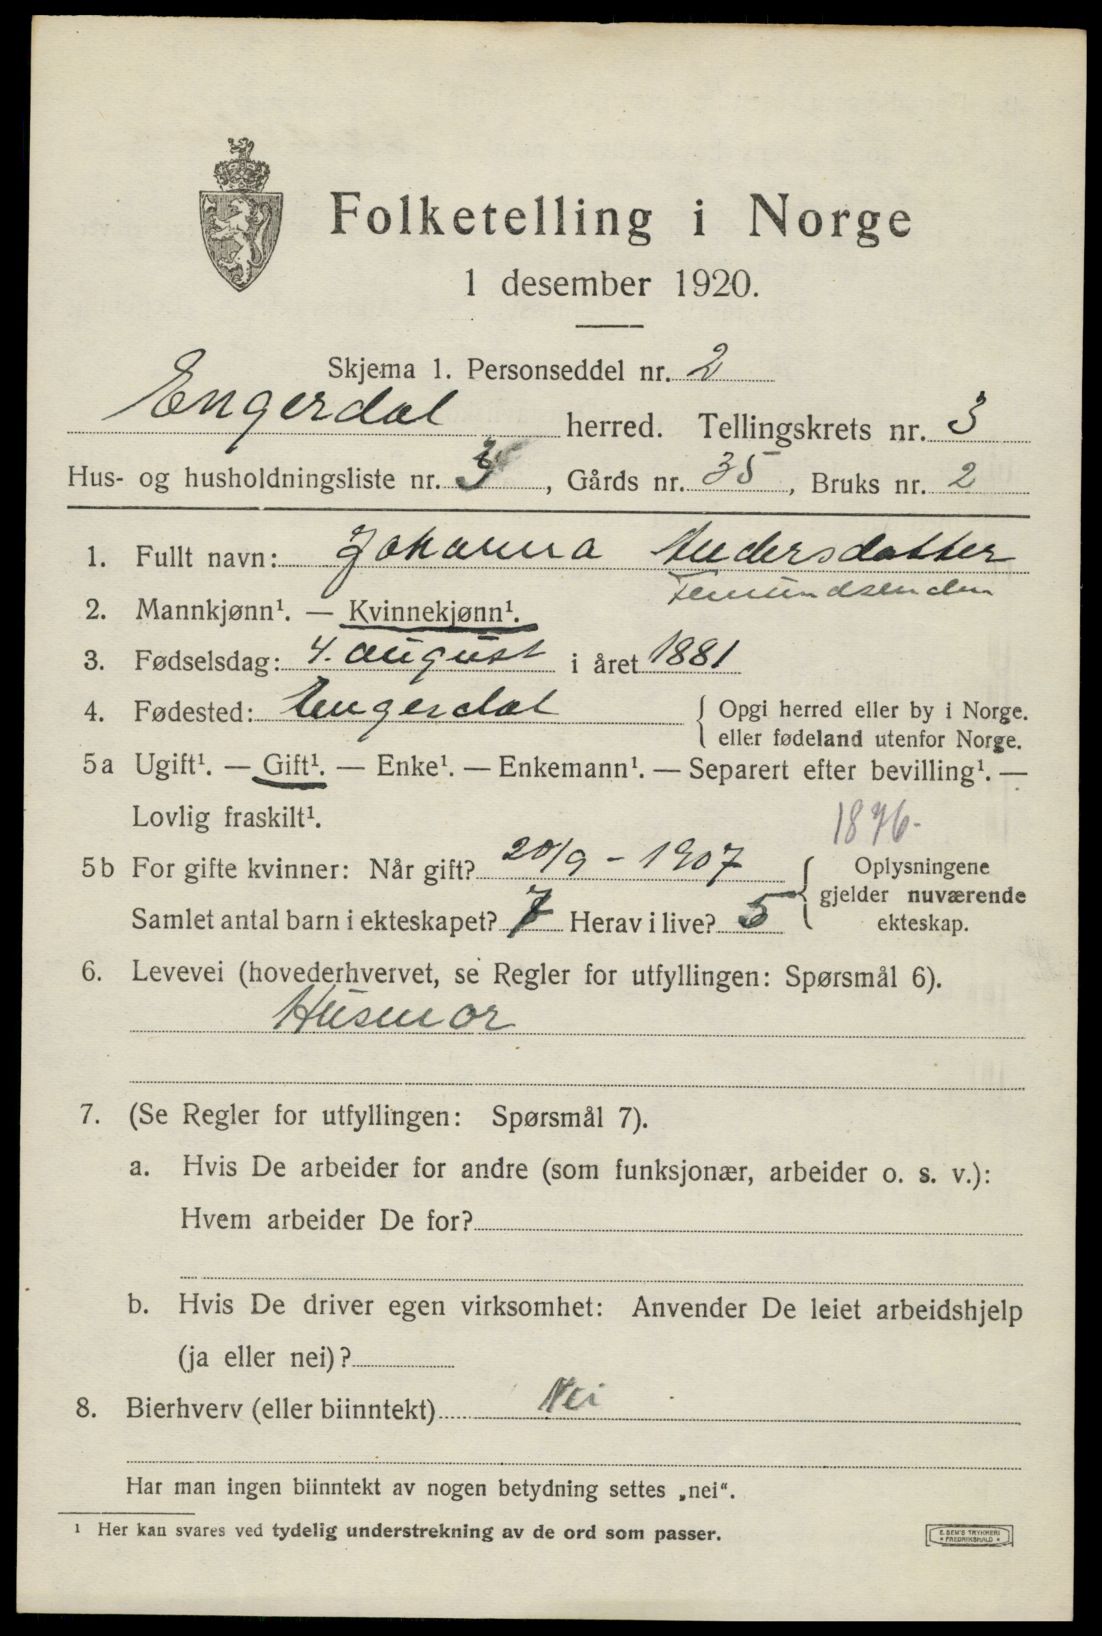 Folketelling i Norge
1 desember 1920.
Skjema 1. Personseddel nr. 2
Engerdal herred. Tellingskrets nr. 3
Hus- og husholdningsliste nr. 3, Gårds nr. 35, Bruks nr. 2
1. Fullt navn: Johanna Andersdatter
Femundsenden
2. Mannkjønn¹. — Kvinnekjønn¹.
3. Fødselsdag: 4. august i året 1881
4. Fødested: Engerdal { Opgi herred eller by i Norge.
eller fødeland utenfor Norge.
5a Ugift¹. — Gift¹. — Enke¹. — Enkemann¹. — Separert efter bevilling¹. —
Lovlig fraskilt¹.
1876-
5b For gifte kvinner: Når gift? 20/9 - 1907 { Oplysningene
gjelder nuværende
Samlet antal barn i ekteskapet? 7 Herav i live? 5 ekteskap.
6. Levevei (hovederhvervet, se Regler for utfyllingen: Spørsmål 6).
Husmor
7. (Se Regler for utfyllingen: Spørsmål 7).
a. Hvis De arbeider for andre (som funksjonær, arbeider o. s. v.):
Hvem arbeider De for?
b. Hvis De driver egen virksomhet: Anvender De leiet arbeidshjelp
(ja eller nei)?
8. Bierhverv (eller biinntekt) Nei
Har man ingen biinntekt av nogen betydning settes „nei“.
¹ Her kan svares ved tydelig understrekning av de ord som passer.
E. SEM'S TRYKKERI
• FREDRIKSHALD •